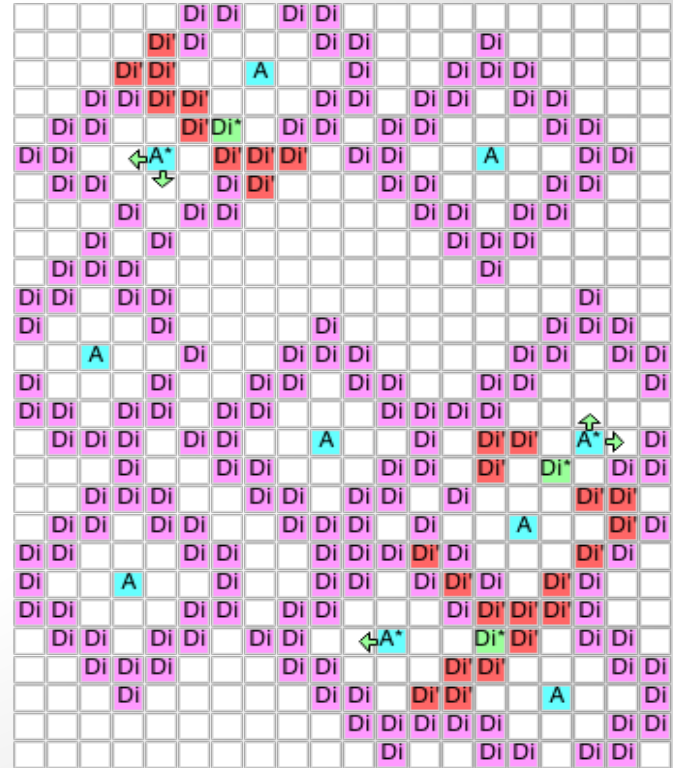 Di Di Di Di
Di' Di Di Di Di
Di' Di' A Di Di Di Di
Di Di Di' Di' Di Di Di Di Di Di
Di Di Di' Di* Di Di Di Di Di Di
Di Di A* Di' Di' Di' Di Di A Di Di
Di Di Di Di' Di Di Di Di
Di Di Di Di Di Di Di
Di Di Di Di Di
Di Di Di Di
Di Di Di Di Di
Di Di Di Di Di Di
A Di Di Di Di Di Di Di Di
Di Di Di Di Di Di Di Di Di
Di Di Di Di Di Di Di Di Di Di
Di Di Di Di Di A Di Di' Di' A* Di
Di Di Di Di Di Di' Di* Di Di
Di Di Di Di Di Di Di Di Di' Di'
Di Di Di Di Di Di Di Di A Di' Di
Di Di Di Di Di Di Di Di' Di Di' Di
Di A Di Di Di Di Di' Di Di' Di
Di Di Di Di Di Di Di Di' Di' Di' Di
Di Di Di Di Di Di A* Di* Di' Di Di
Di Di Di Di Di Di' Di' Di Di
Di Di Di Di' Di' A Di
Di Di Di Di Di Di Di
Di Di Di Di Di